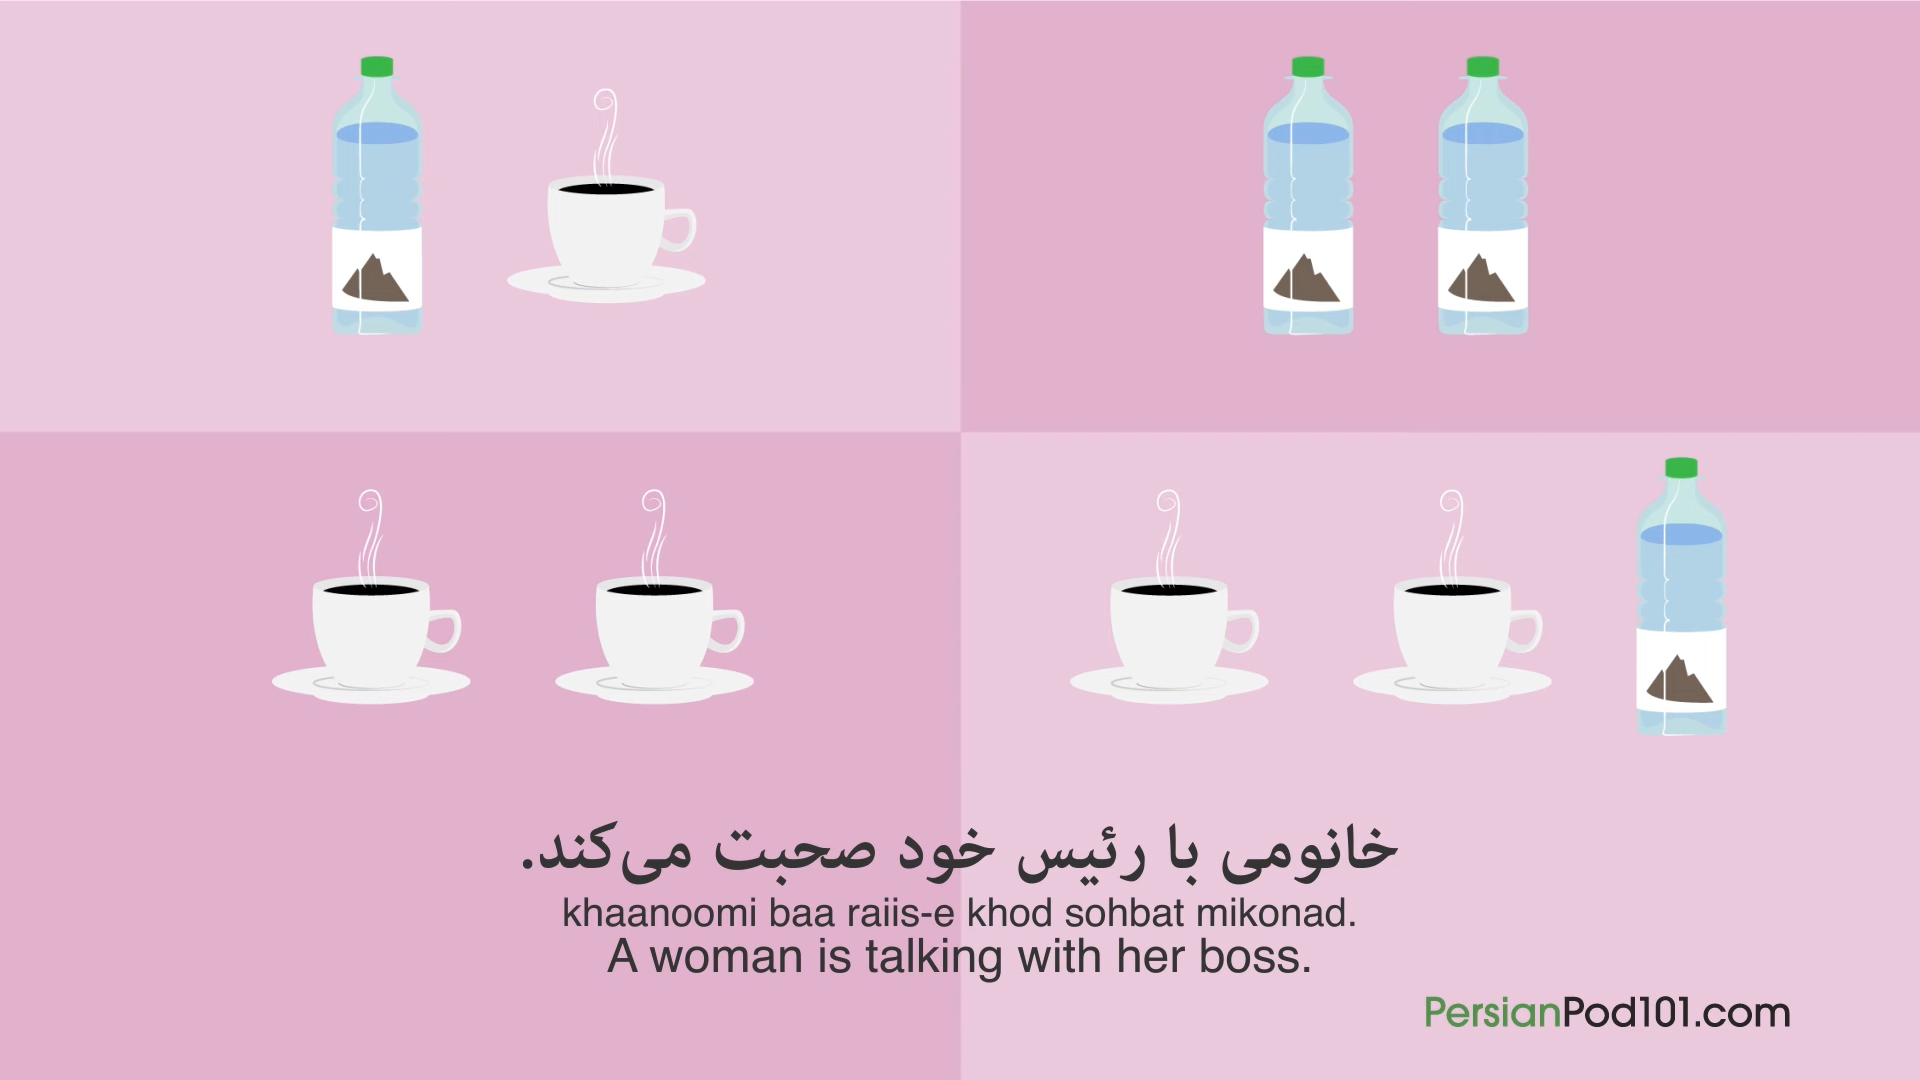 خانومی با رئیس خود صحبت می‌کند.
khaanoomi baa raiis-e khod sohbat mikonad.
A woman is talking with her boss.
PersianPod101.com